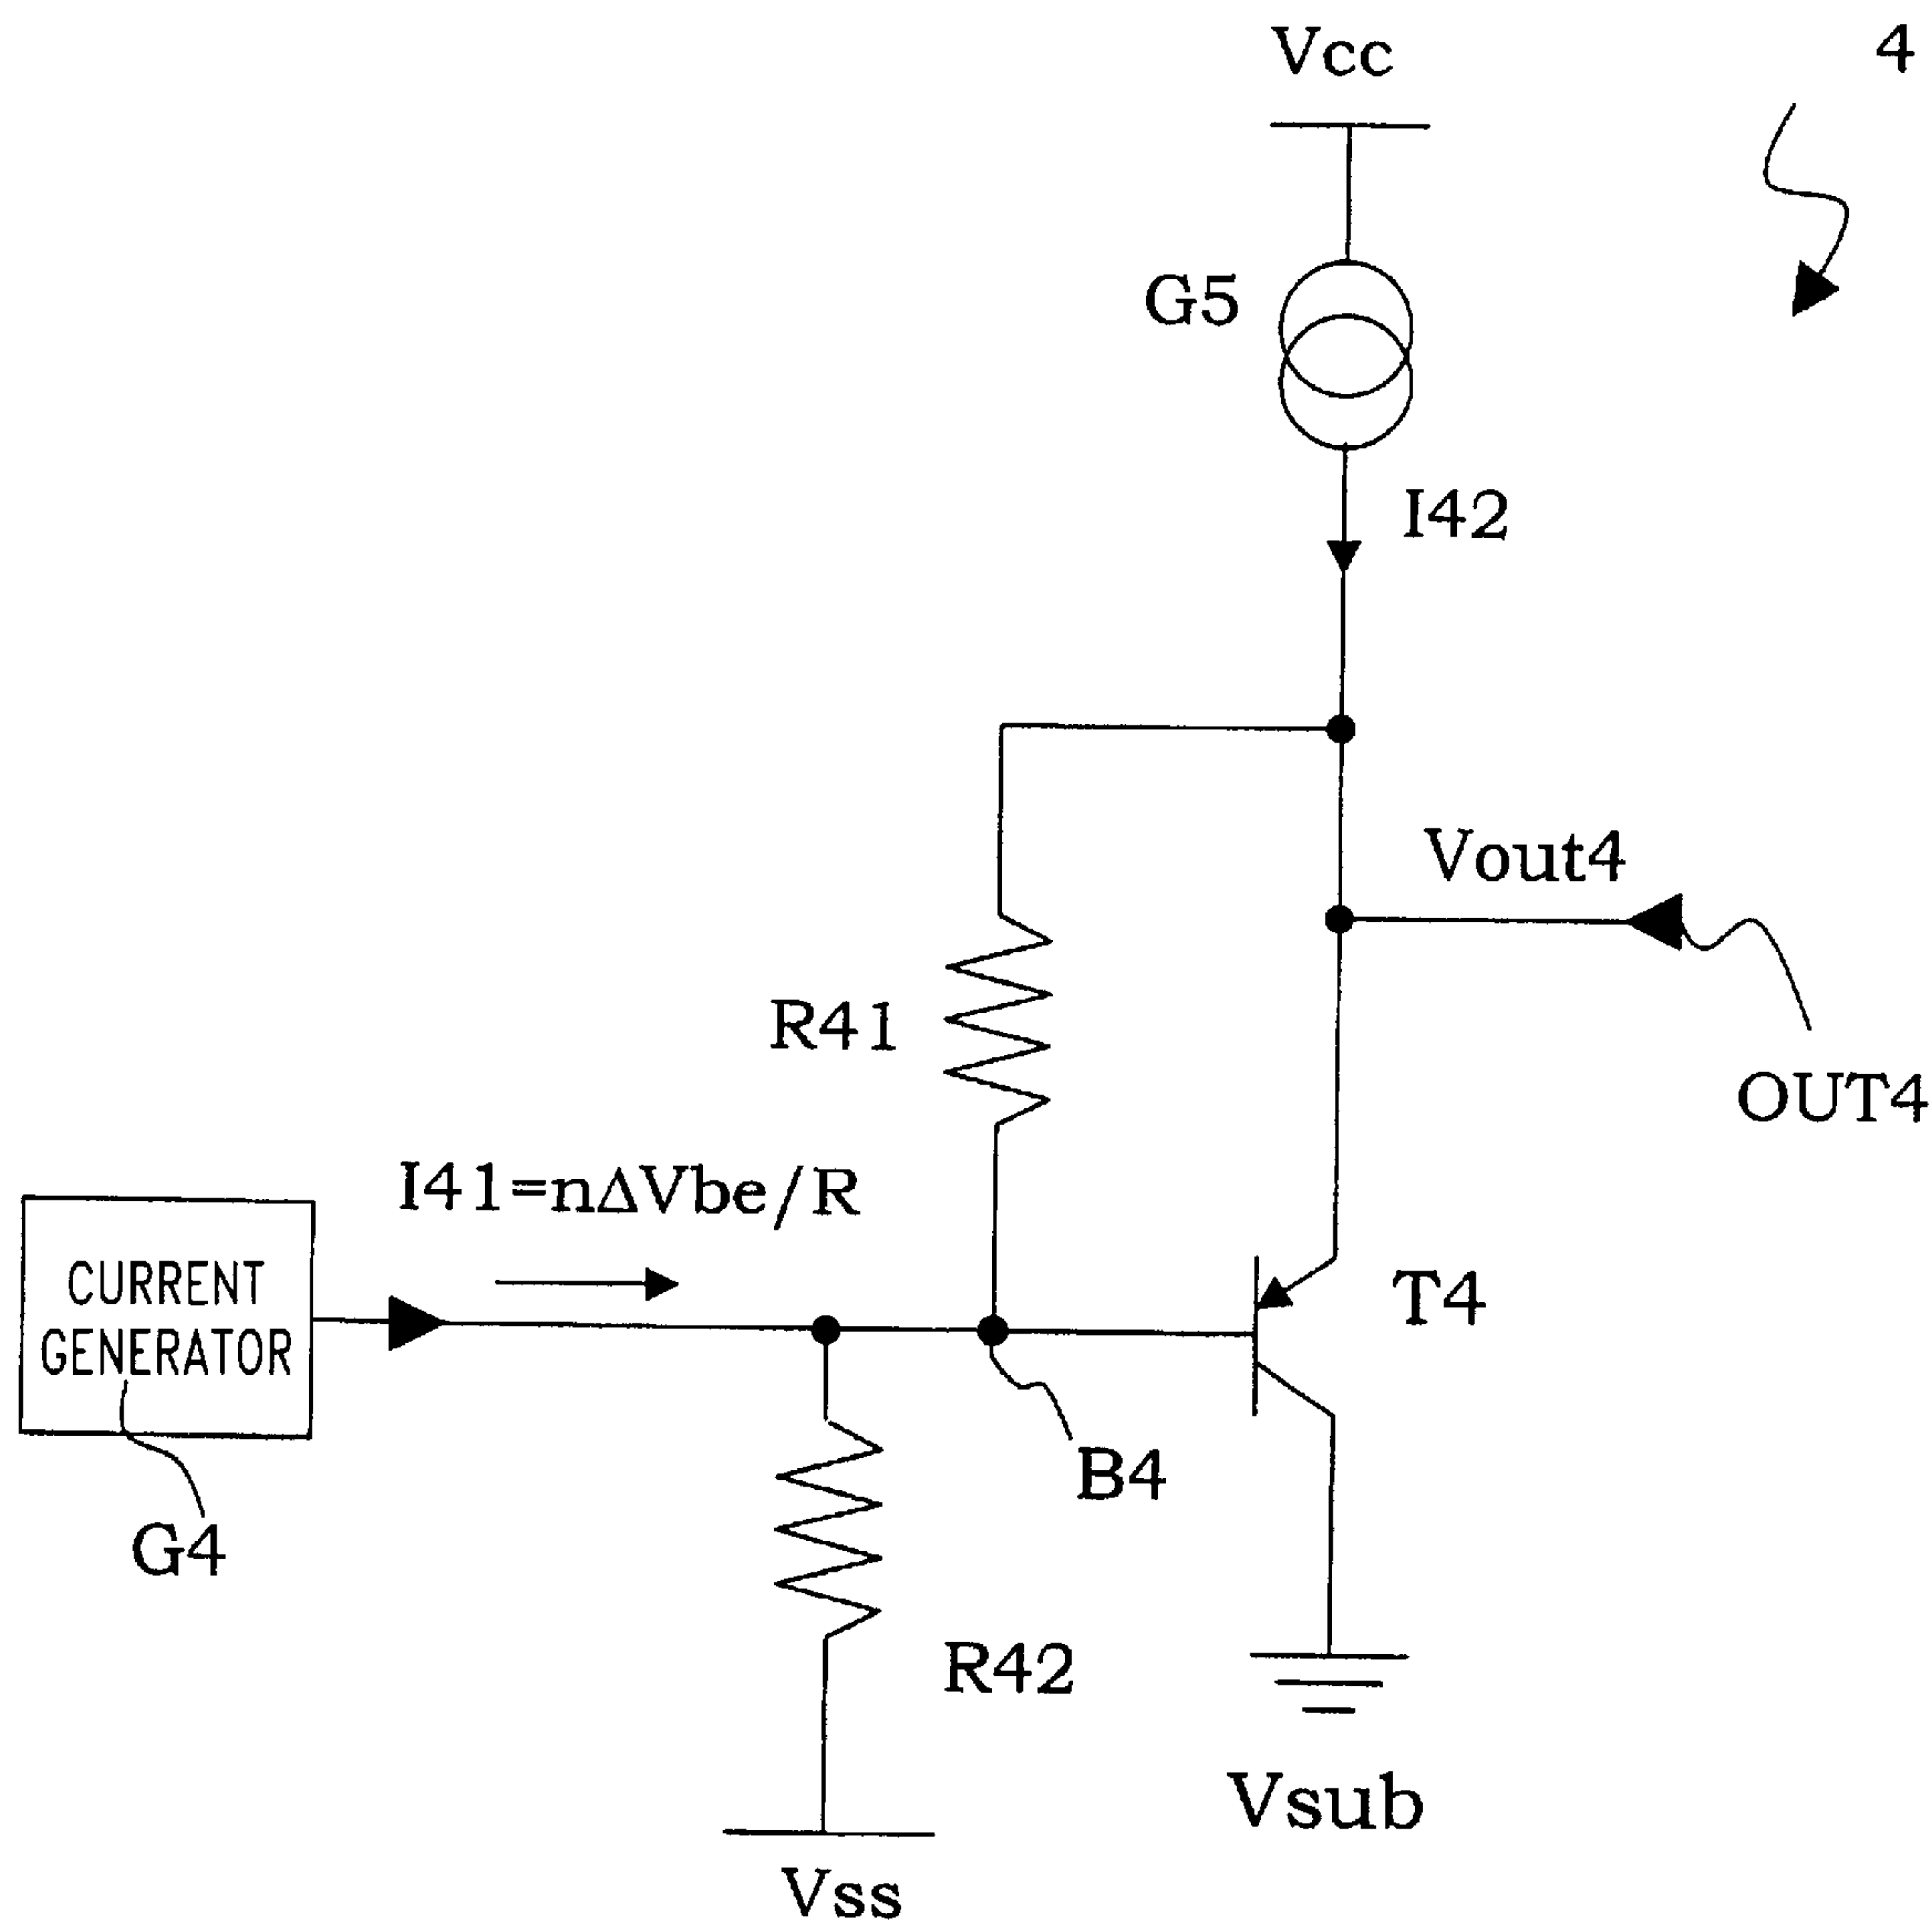 Vcc
4
G5
I42
Vout4
R41
OUT4
I41=nΔVbe/R
CURRENT
GENERATOR
T4
B4
G4
R42
Vsub
Vss